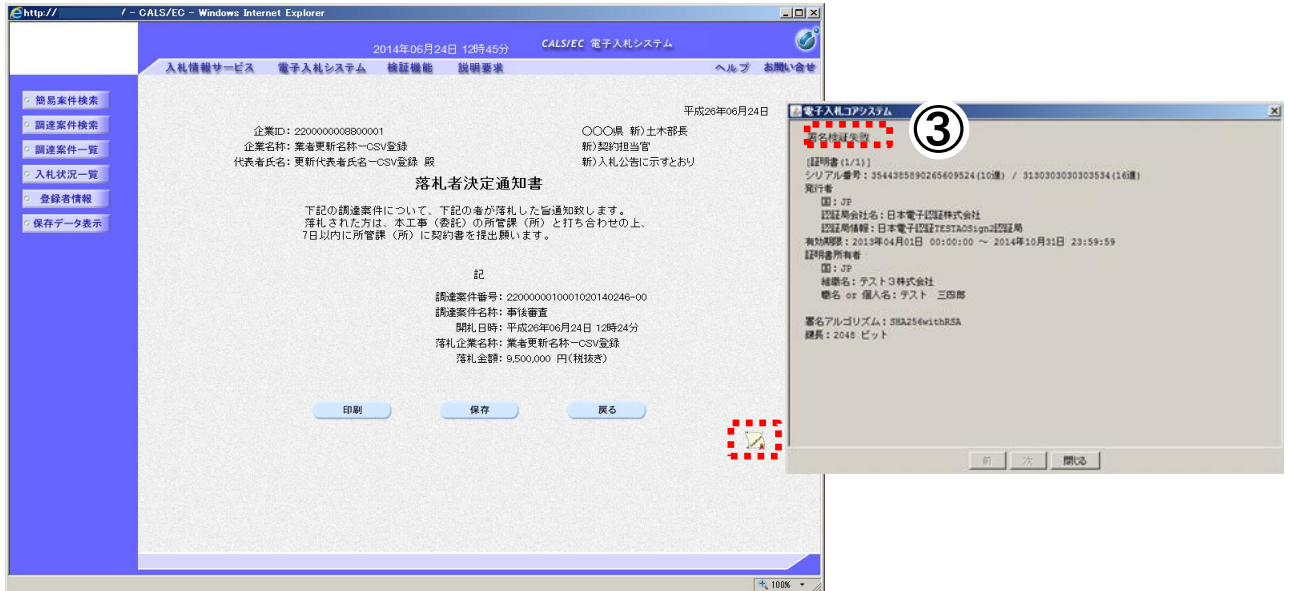 http:// / - CALS/EC - Windows Internet Explorer
2014年06月24日 12時45分 CALS/EC 電子入札システム
入札情報サービス 電子入札システム 検証機能 説明要求 ヘルプ お問い合せ
簡易案件検索
調達案件検索
調達案件一覧
入札状況一覧
登録者情報
保存データ表示
平成26年06月24日
企業ID：2200000008800001 〇〇〇県 新)土木部長
企業名称：業者更新名称ーCSV登録 新)契約担当官
代表者氏名：更新代表者氏名ーCSV登録 殿 新)入札公告に示すとおり
落札者決定通知書
下記の調達案件について、下記の者が落札した旨通知致します。
落札された方は、本工事（委託）の所管課（所）と打ち合わせの上、
7日以内に所管課（所）に契約書を提出願います。
記
調達案件番号：2200000010001020140246-00
調達案件名称：事後審査
開札日時：平成26年06月24日 12時24分
落札企業名称：業者更新名称ーCSV登録
落札金額：9,500,000 円(税抜き)
印刷 保存 戻る
100%
電子入札コアシステム
③
署名検証失敗
[証明書(1/1)]
シリアル番号：3544385890265609524(10進) / 3130303030303534(16進)
発行者
国：JP
認証局会社名：日本電子認証株式会社
認証局情報：日本電子認証TESTAOSign2認証局
有効期限：2013年04月01日 00:00:00 ～ 2014年10月31日 23:59:59
証明書所有者
国：JP
組織名：テスト３株式会社
職名 or 個人名：テスト 三四郎
署名アルゴリズム：SHA256withRSA
鍵長：2048 ビット
前 次 閉じる